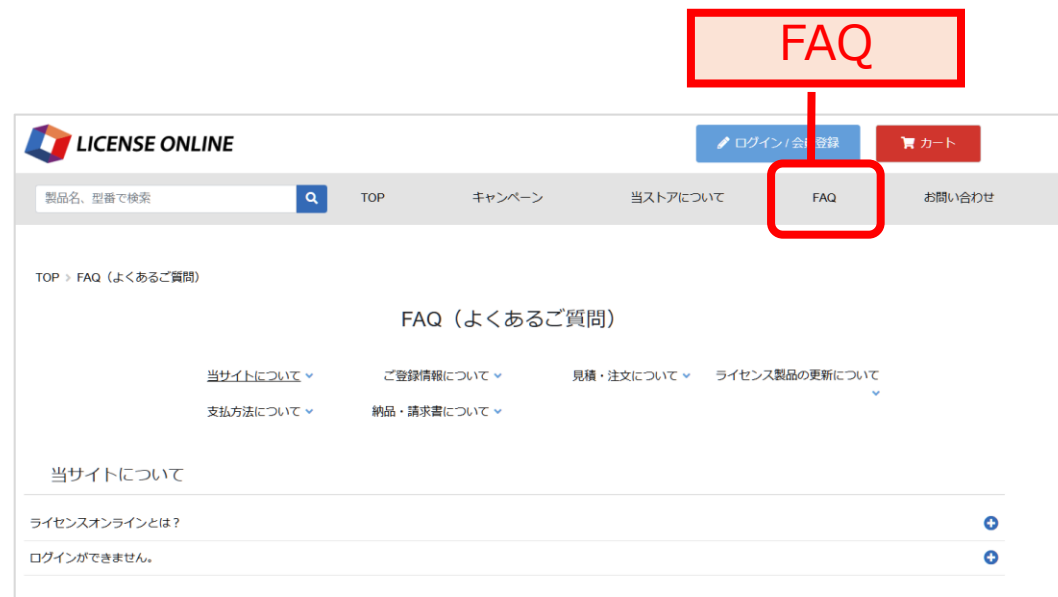 FAQ
LICENSE ONLINE
ログイン / 会員登録
カート
製品名、型番で検索
TOP
キャンペーン
当ストアについて
FAQ
お問い合わせ
TOP > FAQ（よくあるご質問）
FAQ（よくあるご質問）
当サイトについて
ご登録情報について
見積・注文について
ライセンス製品の更新について
支払方法について
納品・請求書について
当サイトについて
ライセンスオンラインとは？
ログインができません。